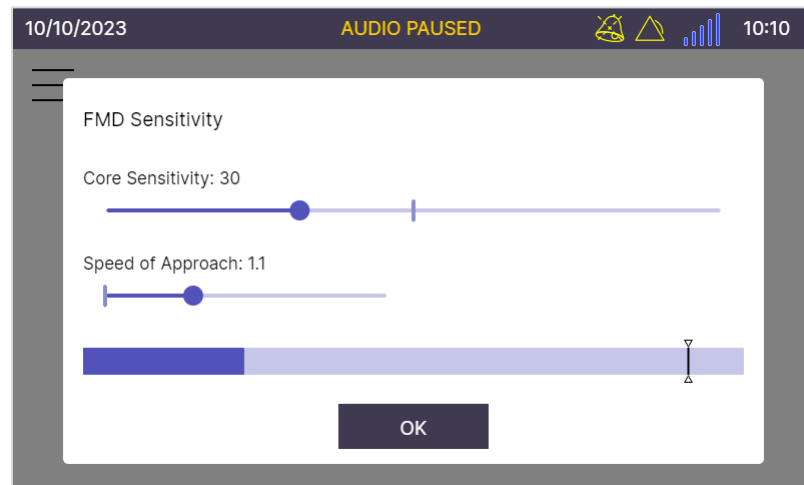 10/10/2023 AUDIO PAUSED 10:10
FMD Sensitivity
Core Sensitivity: 30
Speed of Approach: 1.1
OK